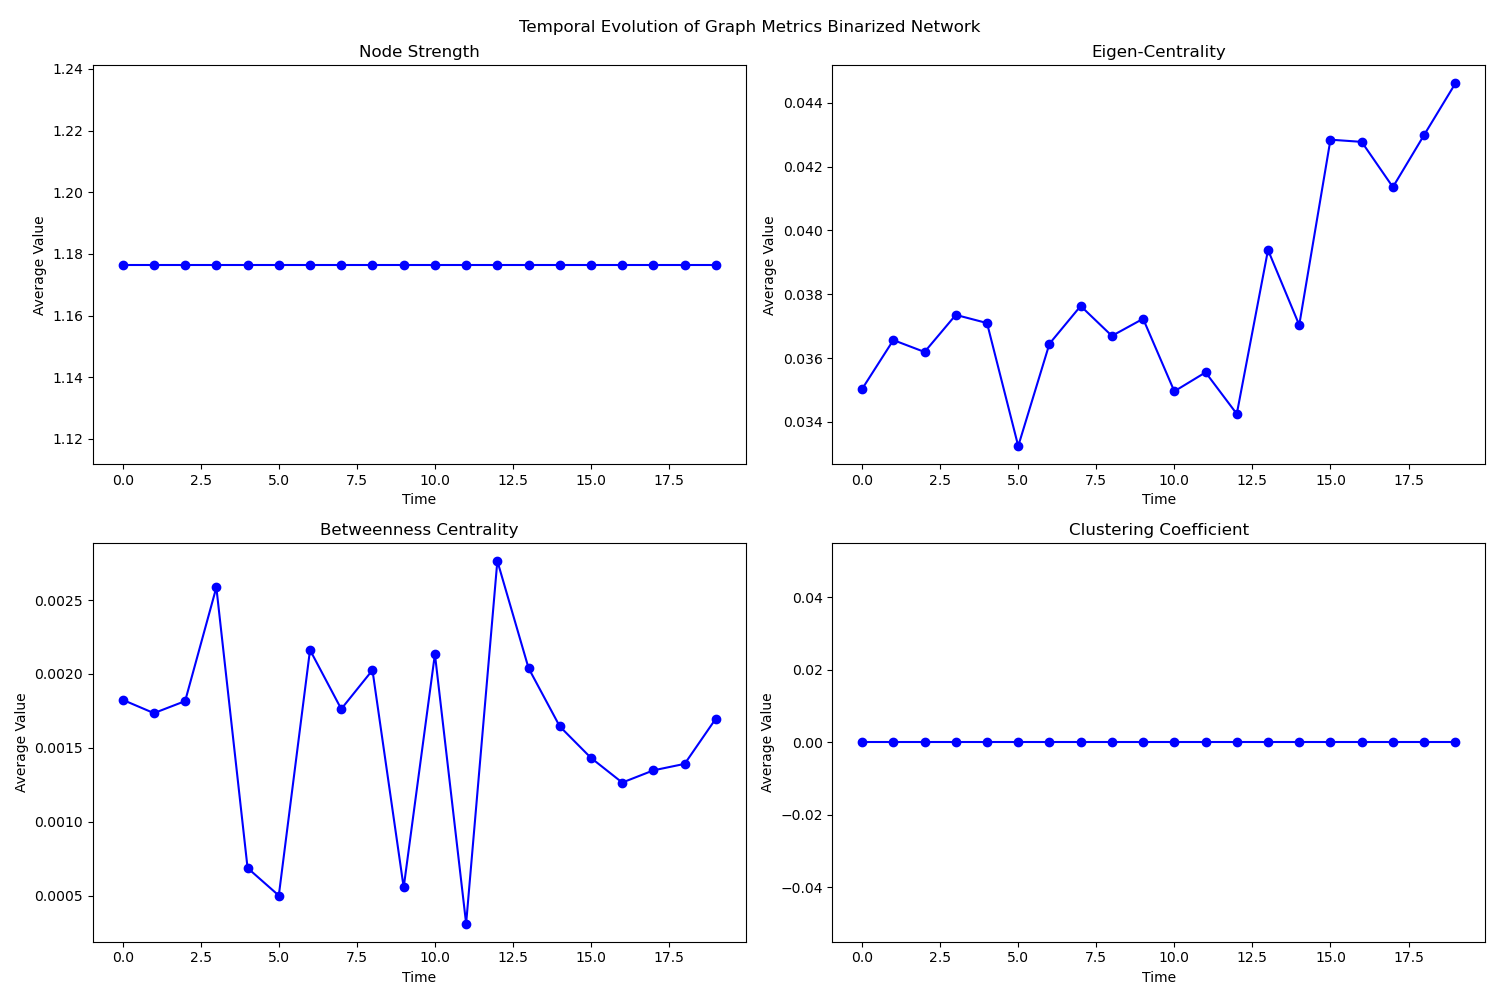 Temporal Evolution of Graph Metrics Binarized Network
Node Strength
1.24
1.22
1.20
1.18
1.16
1.14
1.12
Average Value
0.0 2.5 5.0 7.5 10.0 12.5 15.0 17.5
Time
Eigen-Centrality
0.044
0.042
0.040
0.038
0.036
0.034
Average Value
0.0 2.5 5.0 7.5 10.0 12.5 15.0 17.5
Time
Betweenness Centrality
0.0025
0.0020
0.0015
0.0010
0.0005
Average Value
0.0 2.5 5.0 7.5 10.0 12.5 15.0 17.5
Time
Clustering Coefficient
0.04
0.02
0.00
−0.02
−0.04
Average Value
0.0 2.5 5.0 7.5 10.0 12.5 15.0 17.5
Time